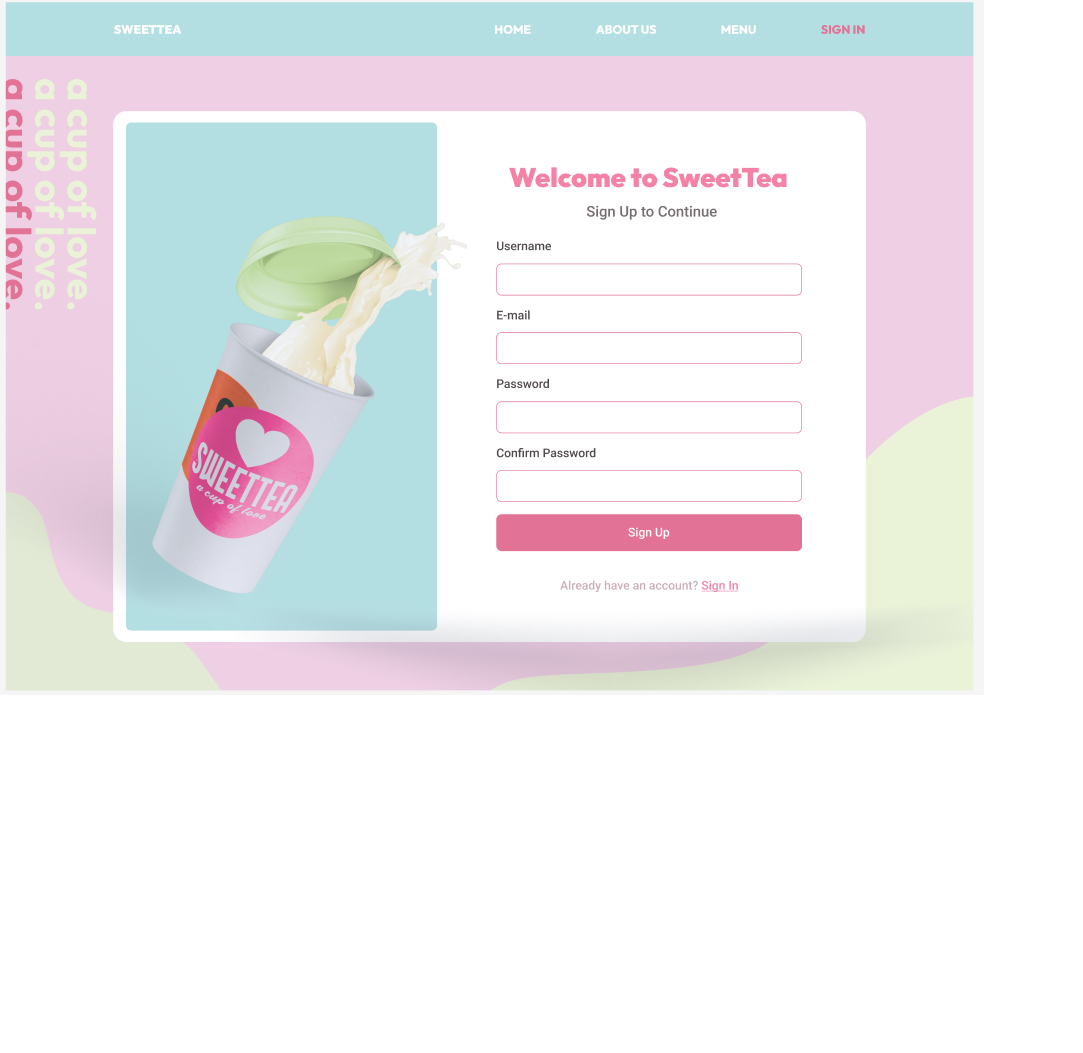 SWEETTEA
HOME
ABOUT US
MENU
SIGN IN
a cup of love.
a cup of love.
a cup of love.
SWEETTEA
a cup of love
Welcome to SweetTea
Sign Up to Continue
Username
E-mail
Password
Confirm Password
Sign Up
Already have an account? Sign In